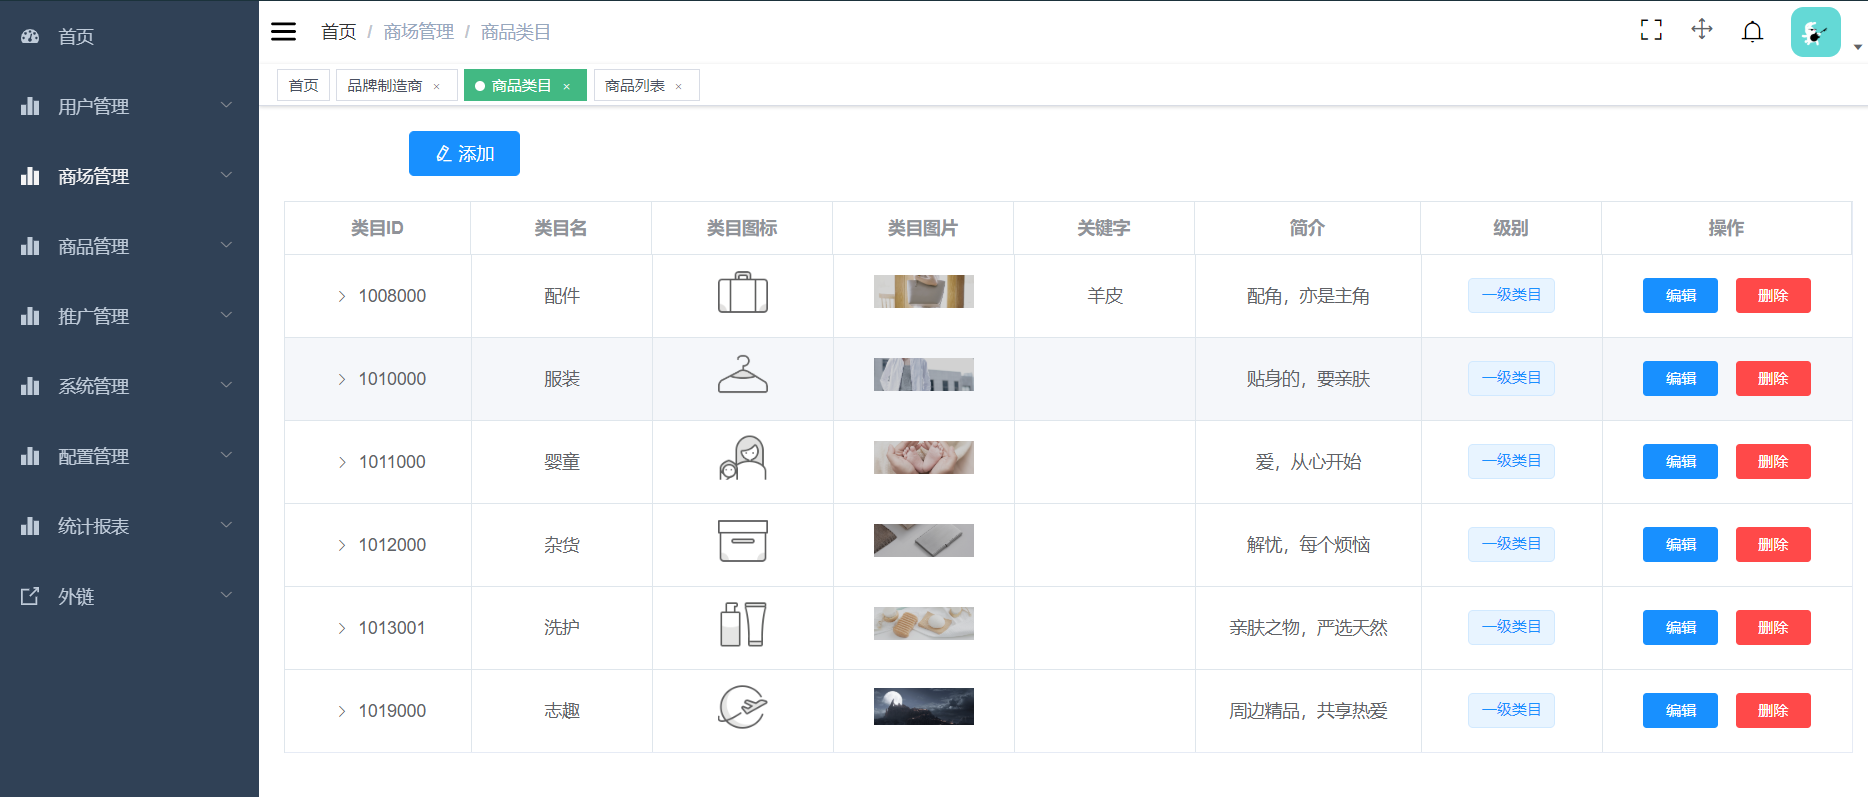 首页
用户管理
商场管理
商品管理
推广管理
系统管理
配置管理
统计报表
外链
首页 / 商场管理 / 商品类目
首页 品牌制造商 × 商品类目 × 商品列表 ×
添加
类目ID 类目名 类目图标 类目图片 关键字 简介 级别 操作
1008000 配件 羊皮 配角，亦是主角 一级类目 编辑 删除
1010000 服装 贴身的，要亲肤 一级类目 编辑 删除
1011000 婴童 爱，从心开始 一级类目 编辑 删除
1012000 杂货 解忧，每个烦恼 一级类目 编辑 删除
1013001 洗护 亲肤之物，严选天然 一级类目 编辑 删除
1019000 志趣 周边精品，共享热爱 一级类目 编辑 删除